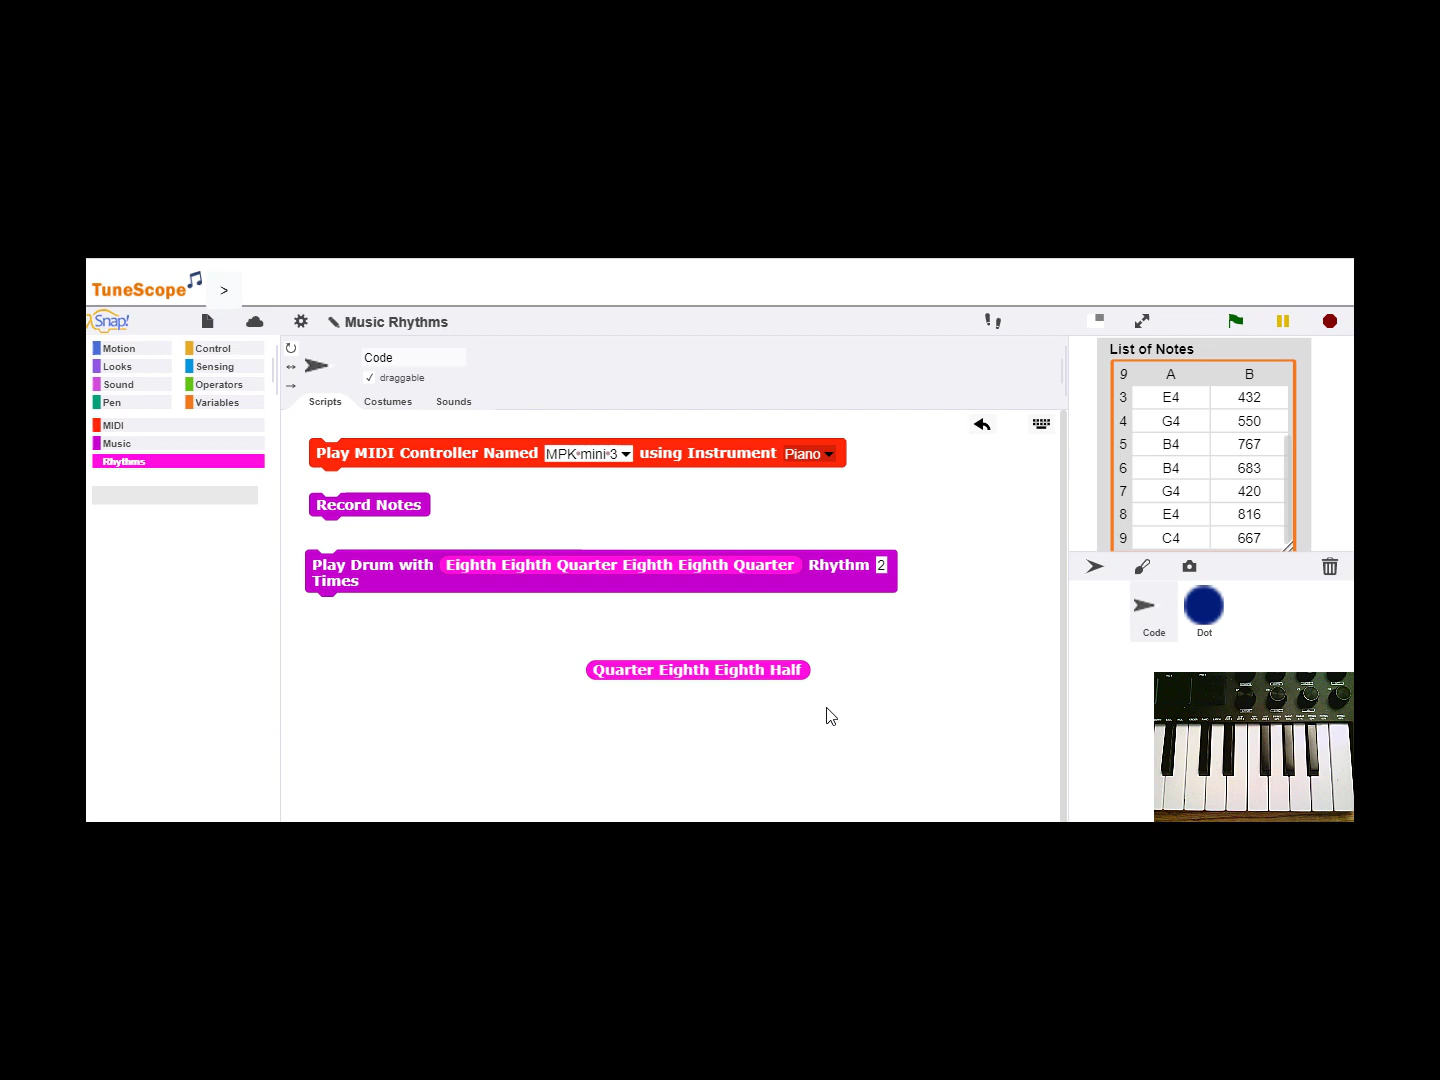 TuneScope
>
Snap!
Music Rhythms
Motion
Control
Looks
Sensing
Sound
Operators
Pen
Variables
MIDI
Music
Rhythms
Code
draggable
Scripts Costumes Sounds
Play MIDI Controller Named MPK mini 3 using Instrument Piano
Record Notes
Play Drum with Eighth Eighth Quarter Eighth Eighth Quarter Rhythm 2
Times
Quarter Eighth Eighth Half
List of Notes
9 A B
3 E4 432
4 G4 550
5 B4 767
6 B4 683
7 G4 420
8 E4 816
9 C4 667
Code Dot